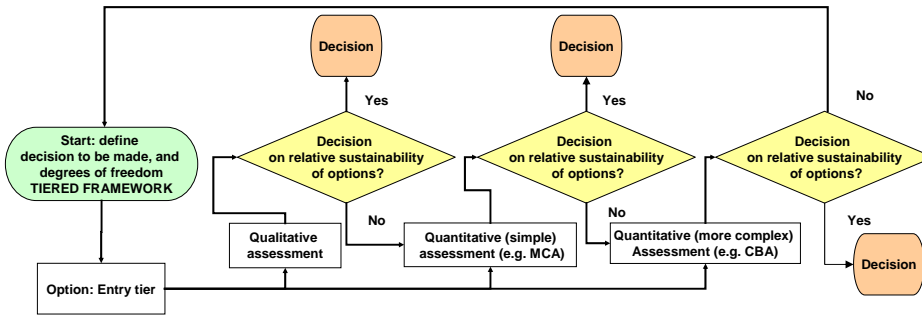 Decision
Decision
No
Yes
Yes
Start: define
decision to be made, and
degrees of freedom
TIERED FRAMEWORK
Decision
on relative sustainability
of options?
Decision
on relative sustainability
of options?
Decision
on relative sustainability
of options?
No
No
Yes
Qualitative
assessment
Quantitative (simple)
assessment (e.g. MCA)
Quantitative (more complex)
Assessment (e.g. CBA)
Decision
Option: Entry tier